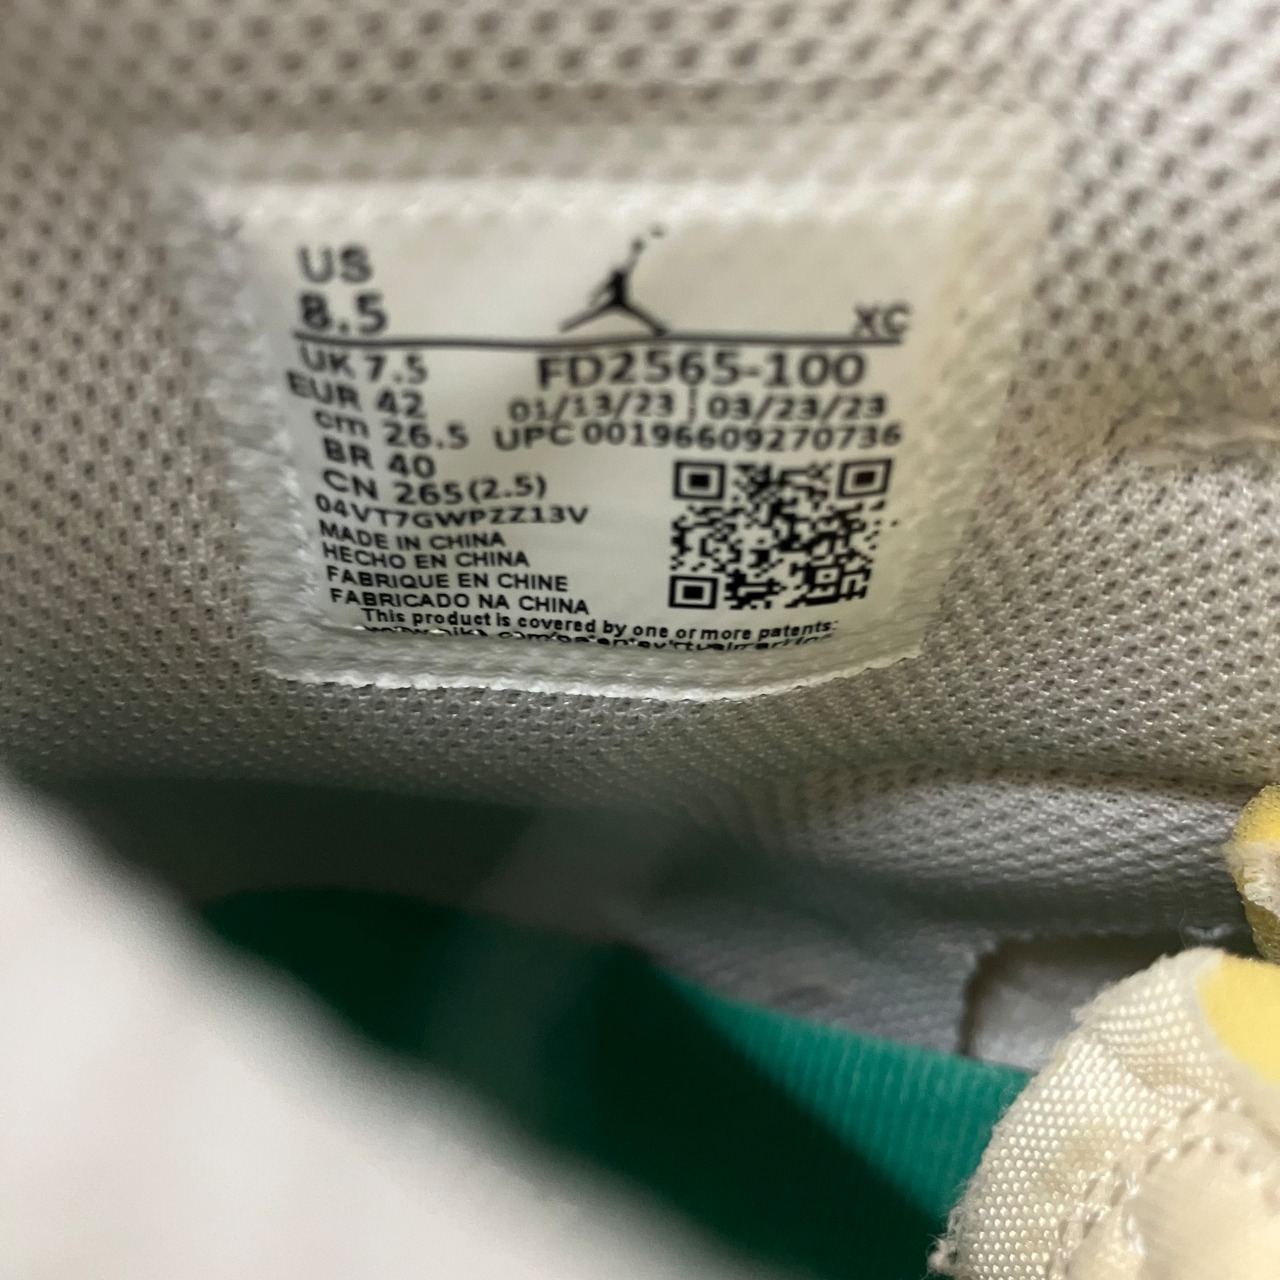 US
8.5
XC
UK 7.5
FD2565-100
EUR 42
01/13/23 03/23/23
cm 26.5
UPC 00196609270736
BR 40
CN 265(2.5)
04VT7GWPZZ13V
MADE IN CHINA
HECHO EN CHINA
FABRIQUE EN CHINE
FABRICADO NA CHINA
This product is covered by one or more patents: